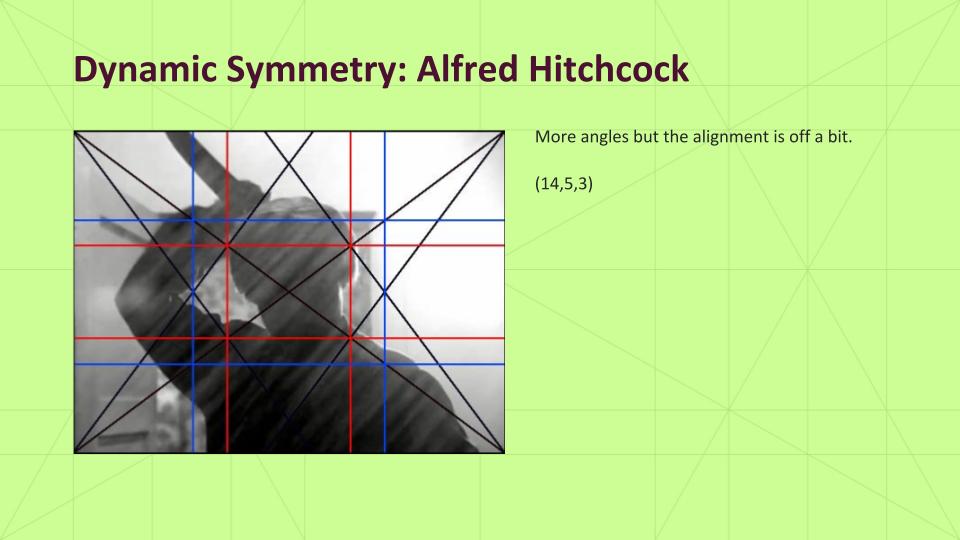 Dynamic Symmetry: Alfred Hitchcock
More angles but the alignment is off a bit.
(14,5,3)